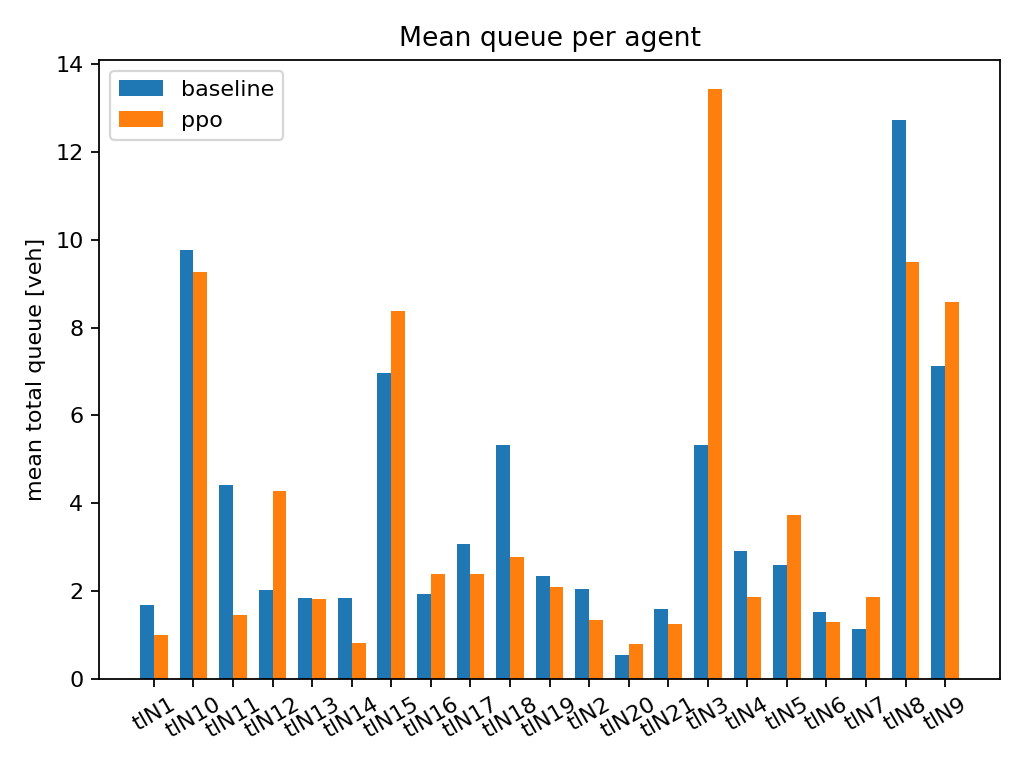 Mean queue per agent
baseline
ppo
mean total queue [veh]
14
12
10
8
6
4
2
0
tlN1
tlN10
tlN11
tlN12
tlN13
tlN14
tlN15
tlN16
tlN17
tlN18
tlN19
tlN2
tlN20
tlN21
tlN3
tlN4
tlN5
tlN6
tlN7
tlN8
tlN9